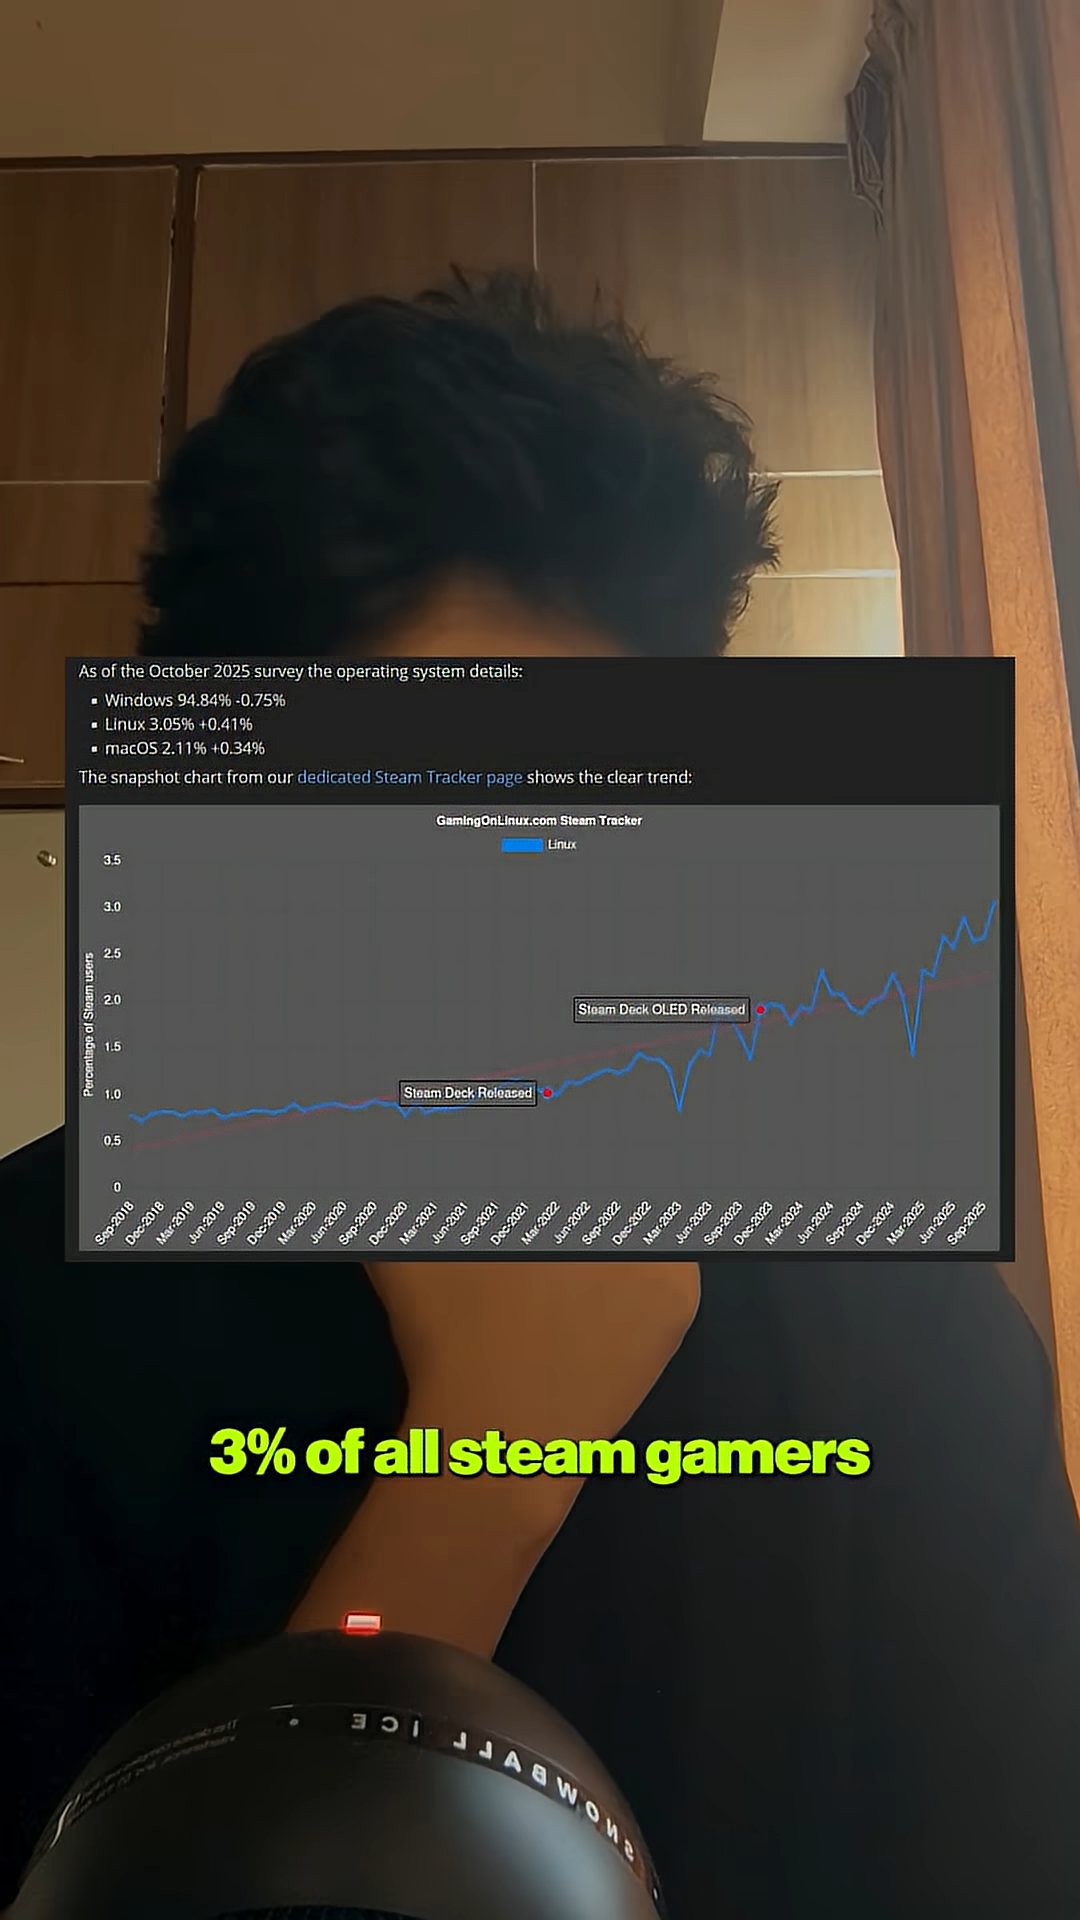 As of the October 2025 survey the operating system details:
Windows 94.84% -0.75%
Linux 3.05% +0.41%
macOS 2.11% +0.34%
The snapshot chart from our dedicated Steam Tracker page shows the clear trend:
GamingOnLinux.com Steam Tracker
Linux
Percentage of Steam users
3.5
3.0
2.5
2.0
1.5
1.0
0.5
0
Steam Deck OLED Released
Steam Deck Released
Sep-2018
Dec-2018
Mar-2019
Jun-2019
Sep-2019
Dec-2019
Mar-2020
Jun-2020
Sep-2020
Dec-2020
Mar-2021
Jun-2021
Sep-2021
Dec-2021
Mar-2022
Jun-2022
Sep-2022
Dec-2022
Mar-2023
Jun-2023
Sep-2023
Dec-2023
Mar-2024
Jun-2024
Sep-2024
Dec-2024
Mar-2025
Jun-2025
Sep-2025
3% of all steam gamers
SNOWBALL iCE